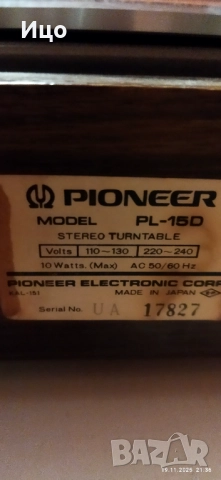 Ицо
PIONEER
MODEL PL-15D
STEREO TURNTABLE
Volts 110~130 220~240
10 Watts. (Max) AC 50/60 Hz
PIONEER ELECTRONIC CORP
MADE IN JAPAN
Serial No. UA 17827
bazar